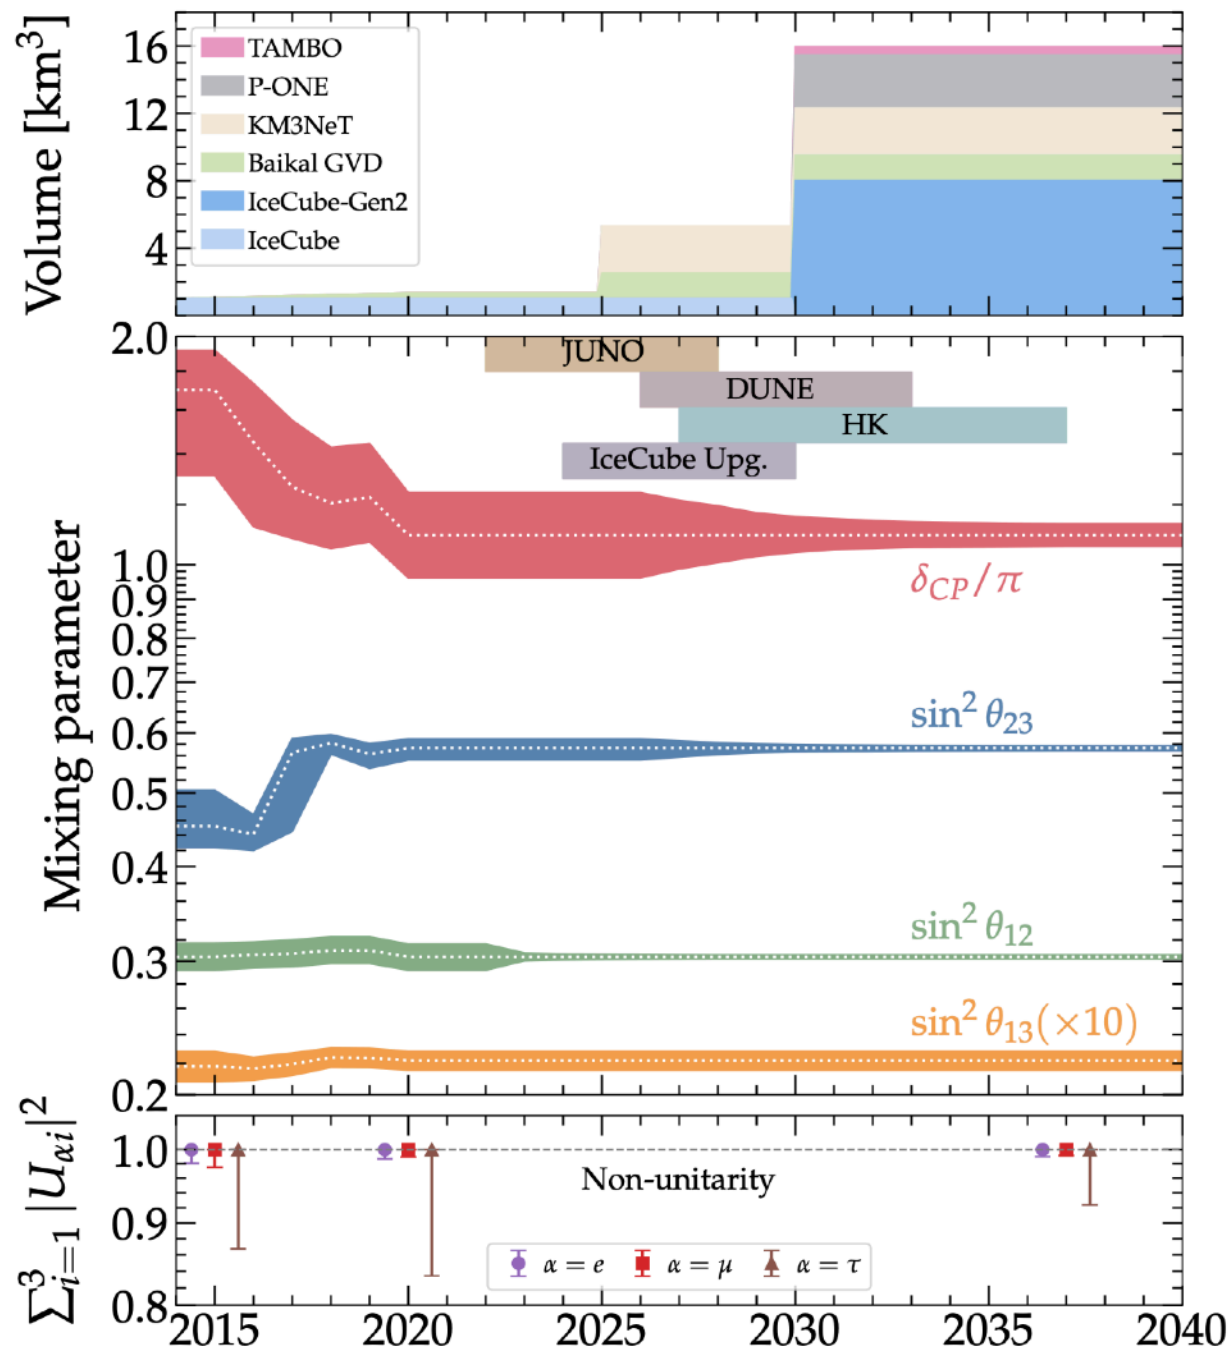 Volume [km³]
16
12
8
4
TAMBO
P-ONE
KM3NeT
Baikal GVD
IceCube-Gen2
IceCube
Mixing parameter
2.0
1.0
0.9
0.8
0.7
0.6
0.5
0.4
0.3
0.2
JUNO
DUNE
HK
IceCube Upg.
δ_CP/π
sin² θ₂₃
sin² θ₁₂
sin² θ₁₃(×10)
Σ³ᵢ₌₁ |U_αi|²
1.0
0.9
0.8
Non-unitarity
α = e α = μ α = τ
2015 2020 2025 2030 2035 2040